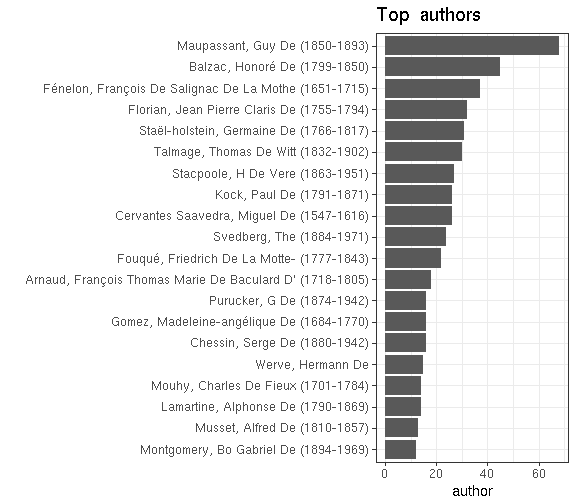 Top authors
Maupassant, Guy De (1850-1893)
Balzac, Honoré De (1799-1850)
Fénelon, François De Salignac De La Mothe (1651-1715)
Florian, Jean Pierre Claris De (1755-1794)
Staël-holstein, Germaine De (1766-1817)
Talmage, Thomas De Witt (1832-1902)
Stacpoole, H De Vere (1863-1951)
Kock, Paul De (1791-1871)
Cervantes Saavedra, Miguel De (1547-1616)
Svedberg, The (1884-1971)
Fouqué, Friedrich De La Motte- (1777-1843)
Arnaud, François Thomas Marie De Baculard D' (1718-1805)
Purucker, G De (1874-1942)
Gomez, Madeleine-angélique De (1684-1770)
Chessin, Serge De (1880-1942)
Werve, Hermann De
Mouhy, Charles De Fieux (1701-1784)
Lamartine, Alphonse De (1790-1869)
Musset, Alfred De (1810-1857)
Montgomery, Bo Gabriel De (1894-1969)
0 20 40 60
author